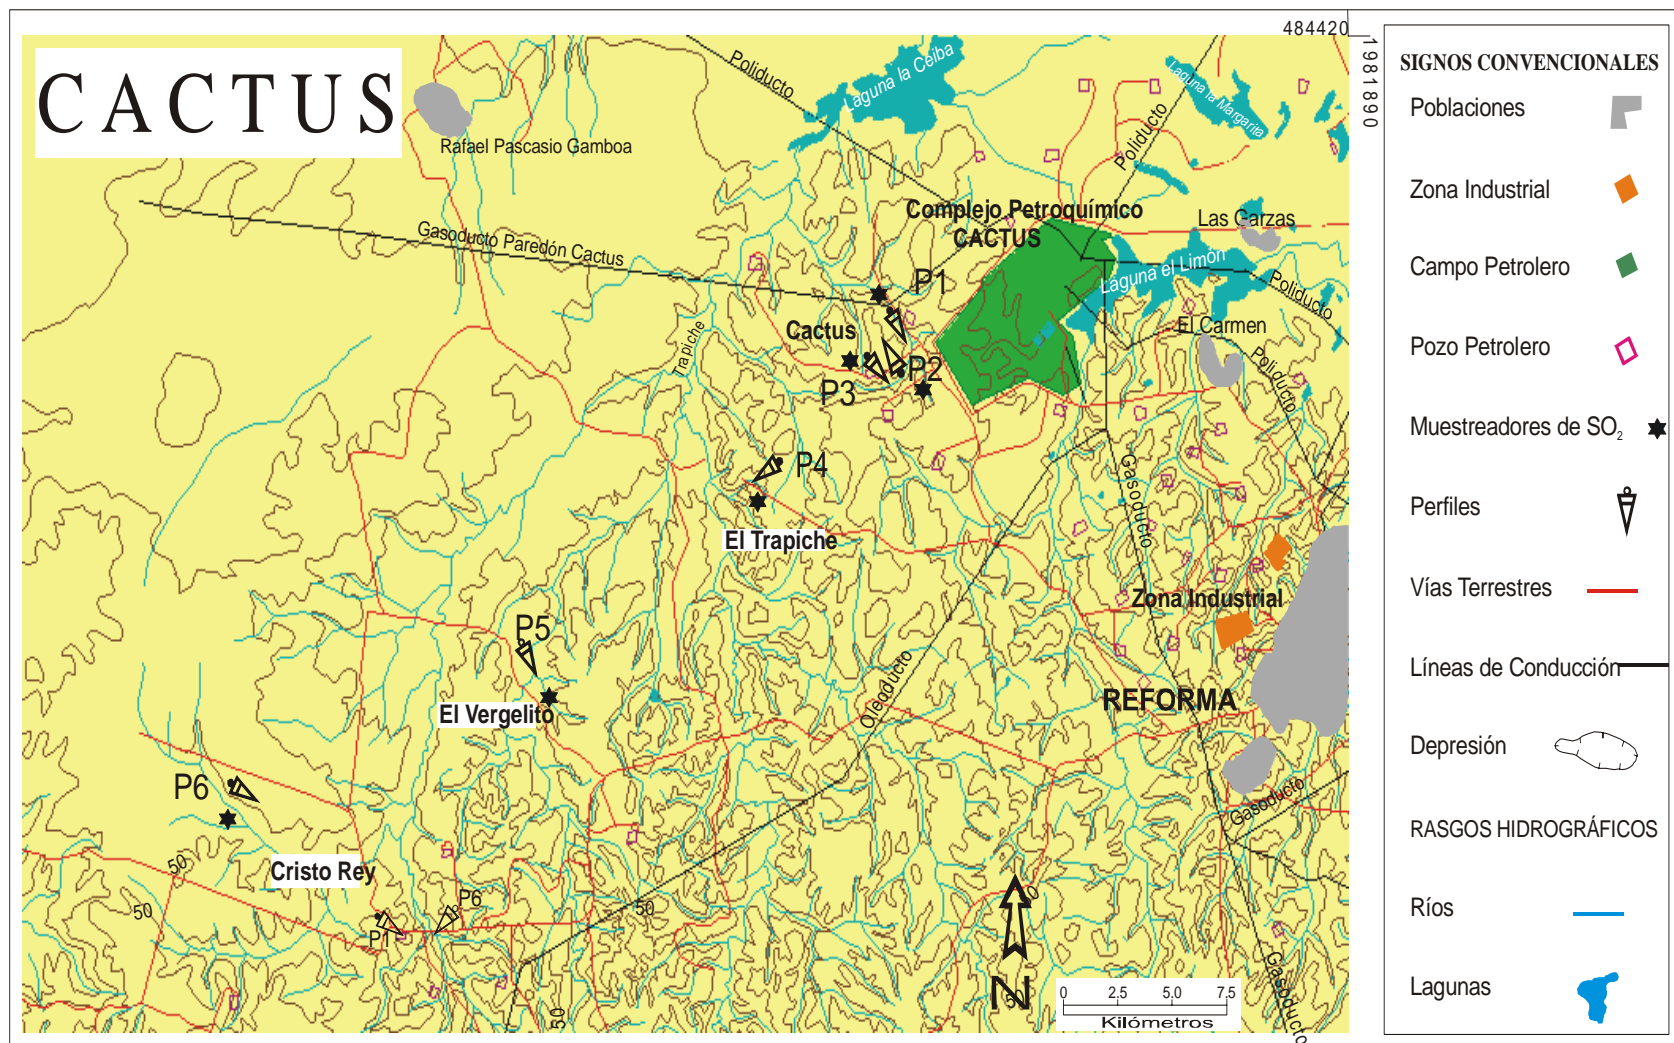 CACTUS
484420
1981890
Poliducto
Laguna la Ceiba
Laguna la Margarita
Rafael Pascasio Gamboa
Poliducto
Complejo Petroquímico
CACTUS
Las Garzas
Gasoducto Paredón Cactus
Laguna el Limón
Poliducto
P1
Trapiche
Cactus
El Carmen
Poliducto
P2
P3
P4
Gasoducto
El Trapiche
Zona Industrial
P5
Oleoducto
REFORMA
El Vergelito
P6
Gasoducto
50
Cristo Rey
P6
50
50
50
P1
Gasoducto
N
50
50
0 2,5 5.0 7,5
Kilómetros
SIGNOS CONVENCIONALES
Poblaciones
Zona Industrial
Campo Petrolero
Pozo Petrolero
Muestreadores de SO₂
Perfiles
Vías Terrestres
Líneas de Conducción
Depresión
RASGOS HIDROGRÁFICOS
Ríos
Lagunas